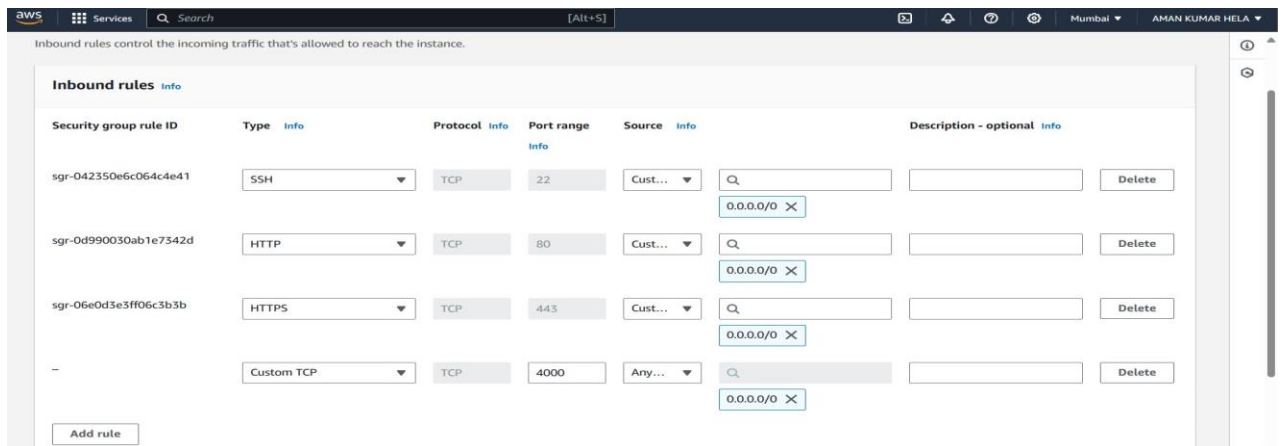 aws Services Search [Alt+S] Mumbai AMAN KUMAR HELA
Inbound rules control the incoming traffic that's allowed to reach the instance.
Inbound rules Info
Security group rule ID Type Info Protocol Info Port range Info Source Info Description - optional Info
sgr-042350e6c064c4e41 SSH TCP 22 Cust... Delete
0.0.0.0/0
sgr-0d990030ab1e7342d HTTP TCP 80 Cust... Delete
0.0.0.0/0
sgr-06e0d3e3ff06c3b3b HTTPS TCP 443 Cust... Delete
0.0.0.0/0
– Custom TCP TCP 4000 Any... Delete
0.0.0.0/0
Add rule